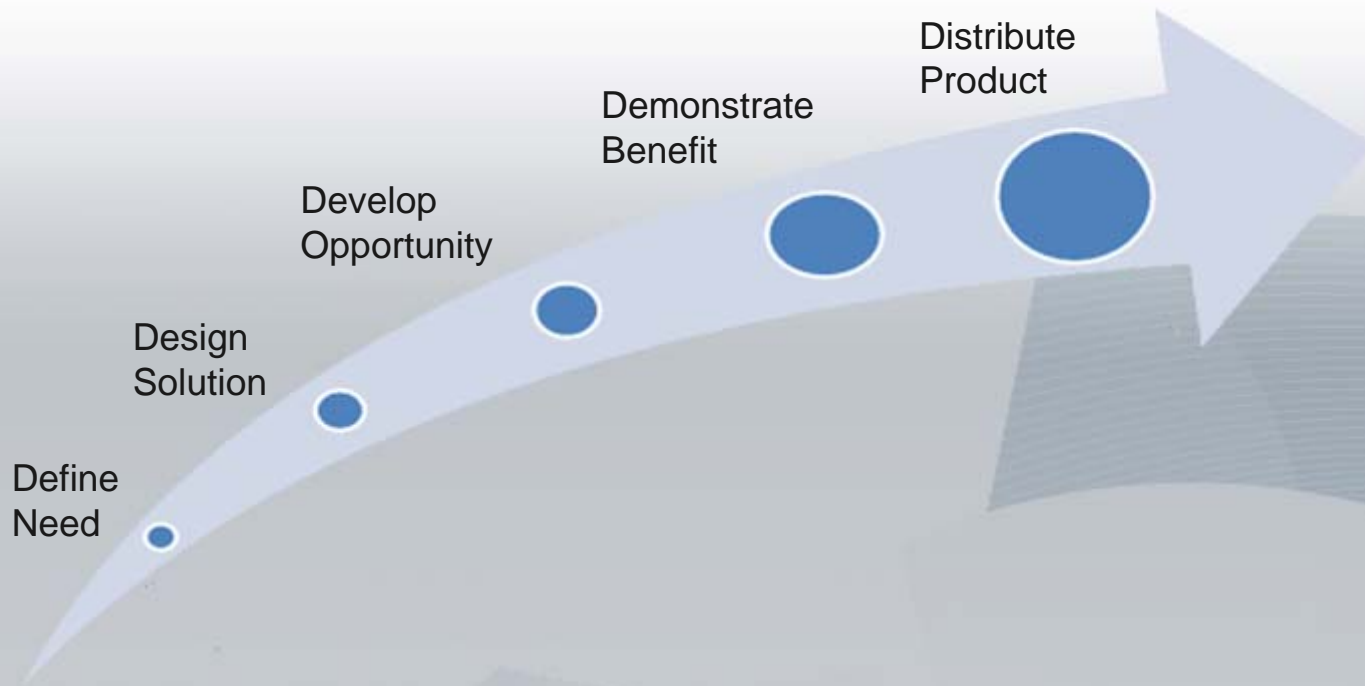 Define
Need
Design
Solution
Develop
Opportunity
Demonstrate
Benefit
Distribute
Product